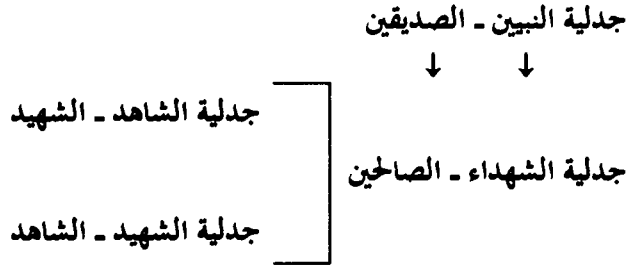 جدلية النبيين ـ الصديقين
↓ ↓
جدلية الشاهد ـ الشهيد
جدلية الشهداء ـ الصالحين
جدلية الشهيد ـ الشاهد